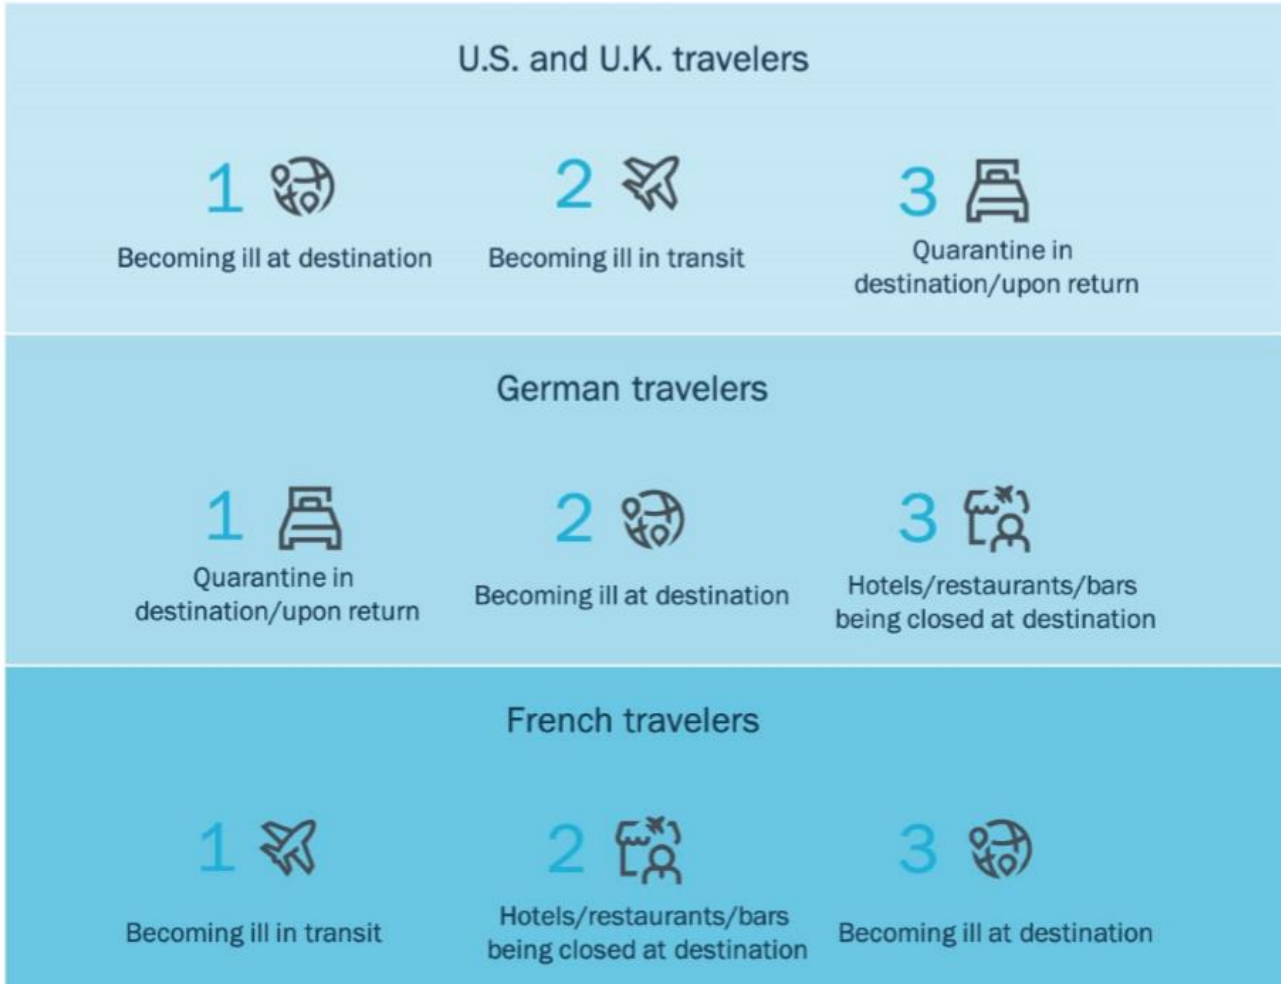 U.S. and U.K. travelers
1
2
3
Becoming ill at destination
Becoming ill in transit
Quarantine in
destination/upon return
German travelers
1
2
3
Quarantine in
destination/upon return
Becoming ill at destination
Hotels/restaurants/bars
being closed at destination
French travelers
1
2
3
Becoming ill in transit
Hotels/restaurants/bars
being closed at destination
Becoming ill at destination